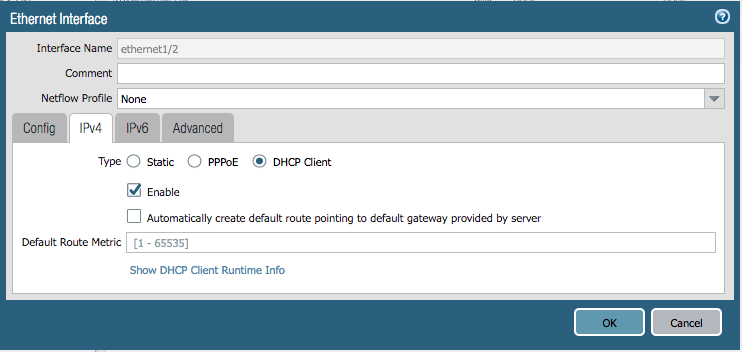 Ethernet Interface
Interface Name ethernet1/2
Comment
Netflow Profile None
Config IPv4 IPv6 Advanced
Type Static PPPoE DHCP Client
Enable
Automatically create default route pointing to default gateway provided by server
Default Route Metric [1 - 65535]
Show DHCP Client Runtime Info
OK Cancel